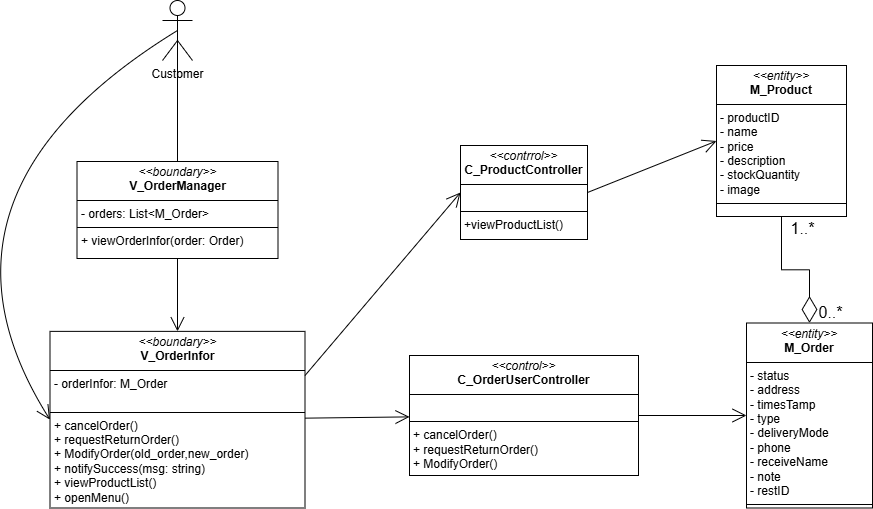 Customer
<<boundary>>
V_OrderManager
- orders: List<M_Order>
+ viewOrderInfor(order: Order)
<<boundary>>
V_OrderInfor
- orderInfor: M_Order
+ cancelOrder()
+ requestReturnOrder()
+ ModifyOrder(old_order,new_order)
+ notifySuccess(msg: string)
+ viewProductList()
+ openMenu()
<<contrrol>>
C_ProductController
+viewProductList()
<<control>>
C_OrderUserController
+ cancelOrder()
+ requestReturnOrder()
+ ModifyOrder()
<<entity>>
M_Product
- productID
- name
- price
- description
- stockQuantity
- image
1..*
0..*
<<entity>>
M_Order
- status
- address
- timesTamp
- type
- deliveryMode
- phone
- receiveName
- note
- restID